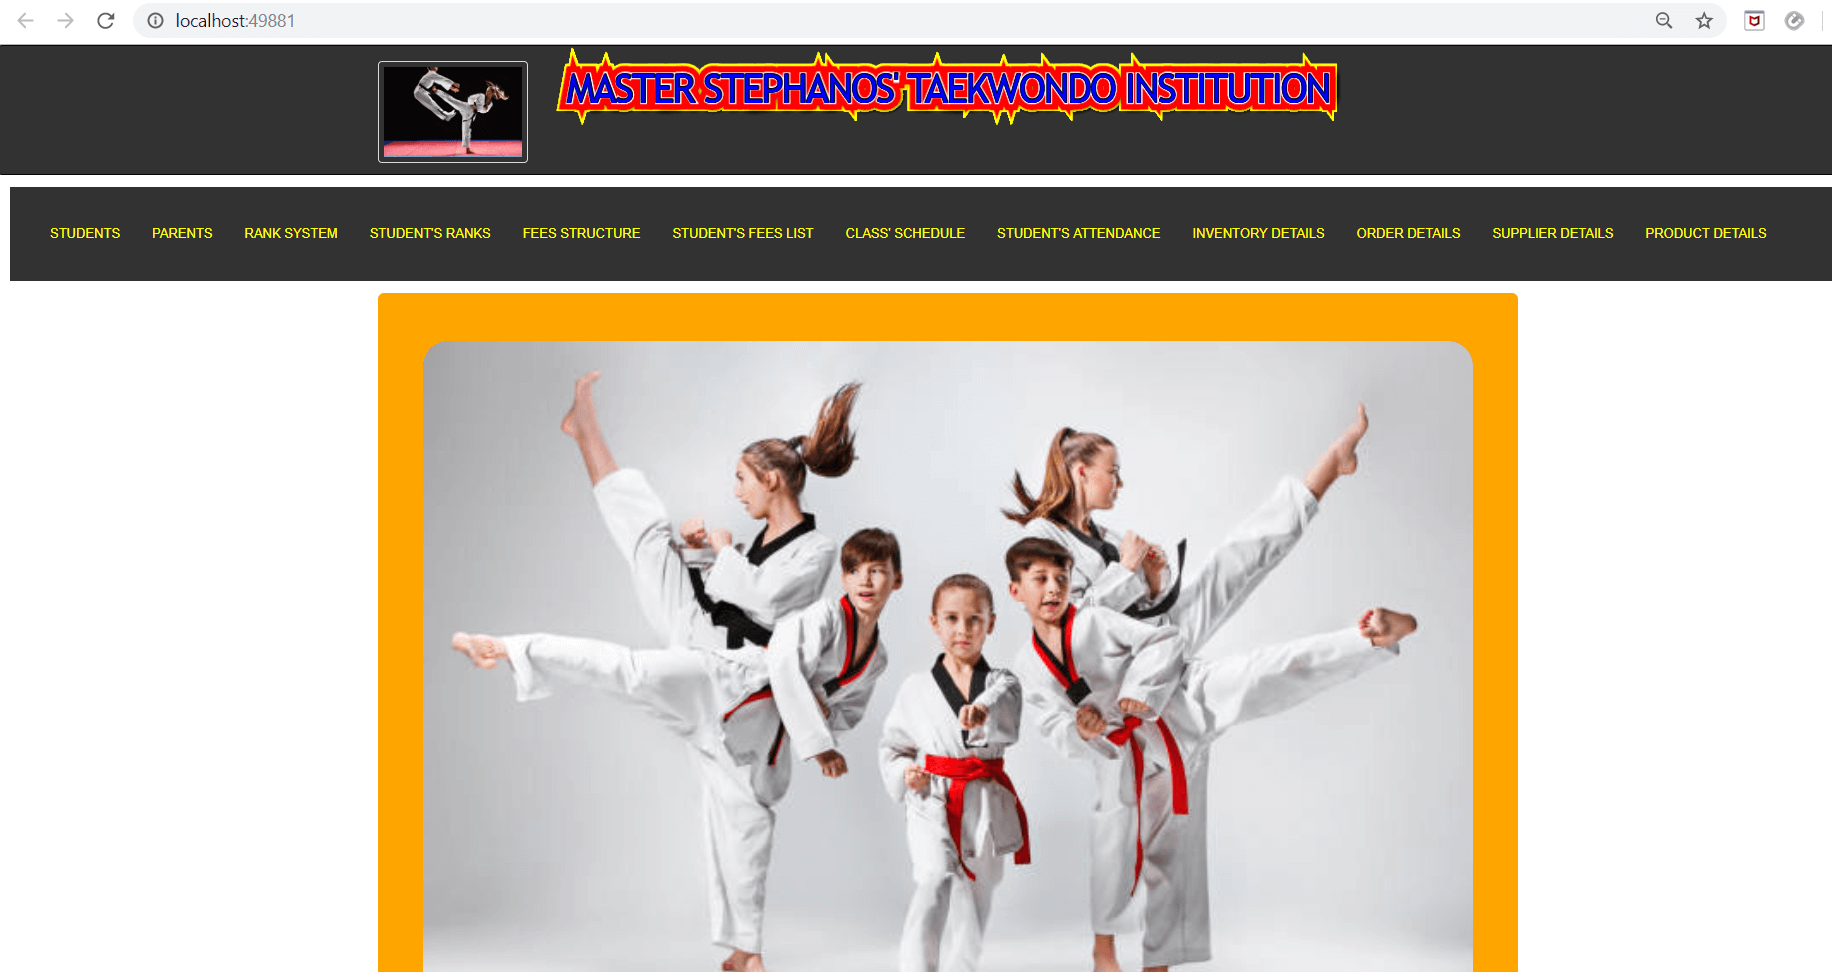 localhost:49881
MASTER STEPHANOS' TAEKWONDO INSTITUTION
STUDENTS PARENTS RANK SYSTEM STUDENT'S RANKS FEES STRUCTURE STUDENT'S FEES LIST CLASS' SCHEDULE STUDENT'S ATTENDANCE INVENTORY DETAILS ORDER DETAILS SUPPLIER DETAILS PRODUCT DETAILS